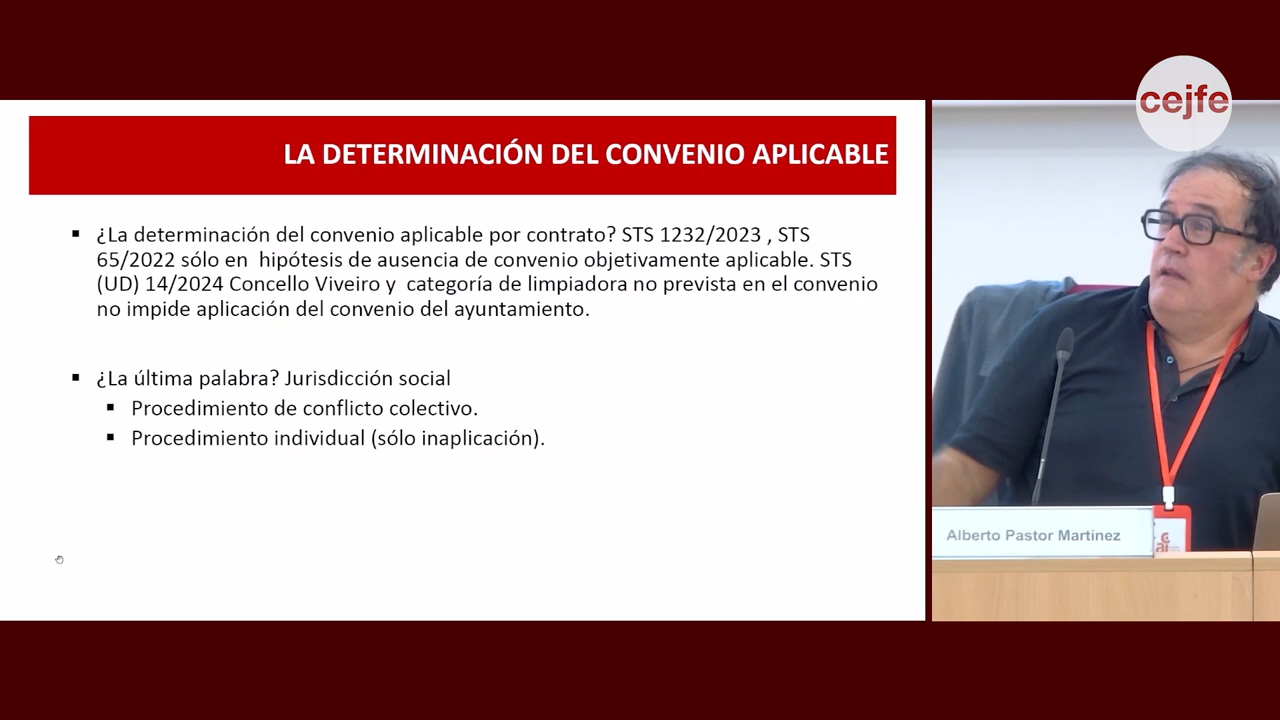 cejfe
LA DETERMINACIÓN DEL CONVENIO APLICABLE
▪ ¿La determinación del convenio aplicable por contrato? STS 1232/2023 , STS
65/2022 sólo en hipótesis de ausencia de convenio objetivamente aplicable. STS
(UD) 14/2024 Concello Viveiro y categoría de limpiadora no prevista en el convenio
no impide aplicación del convenio del ayuntamiento.
▪ ¿La última palabra? Jurisdicción social
▪ Procedimiento de conflicto colectivo.
▪ Procedimiento individual (sólo inaplicación).
Alberto Pastor Martinez